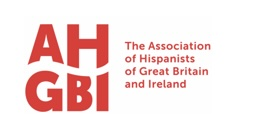 AH
GBI
The Association
of Hispanists
of Great Britain
and Ireland